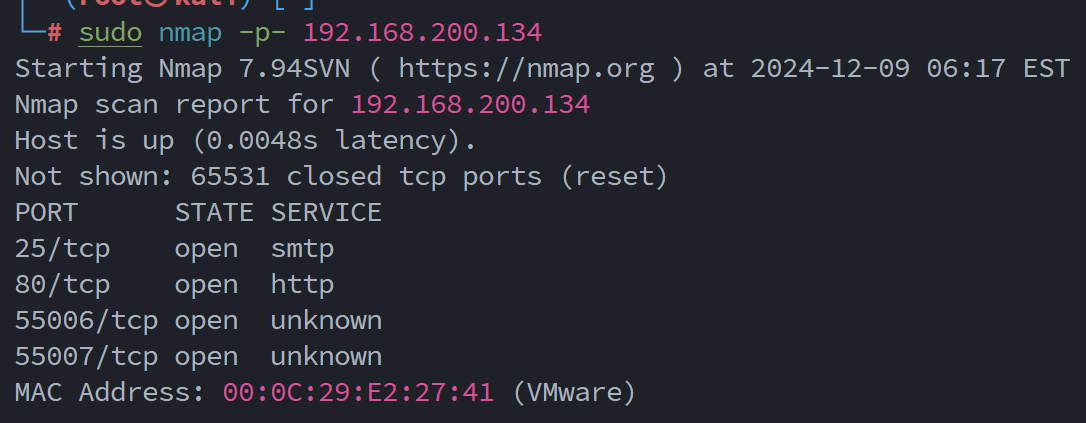 └─# sudo nmap -p- 192.168.200.134
Starting Nmap 7.94SVN ( https://nmap.org ) at 2024-12-09 06:17 EST
Nmap scan report for 192.168.200.134
Host is up (0.0048s latency).
Not shown: 65531 closed tcp ports (reset)
PORT      STATE SERVICE
25/tcp    open  smtp
80/tcp    open  http
55006/tcp open  unknown
55007/tcp open  unknown
MAC Address: 00:0C:29:E2:27:41 (VMware)